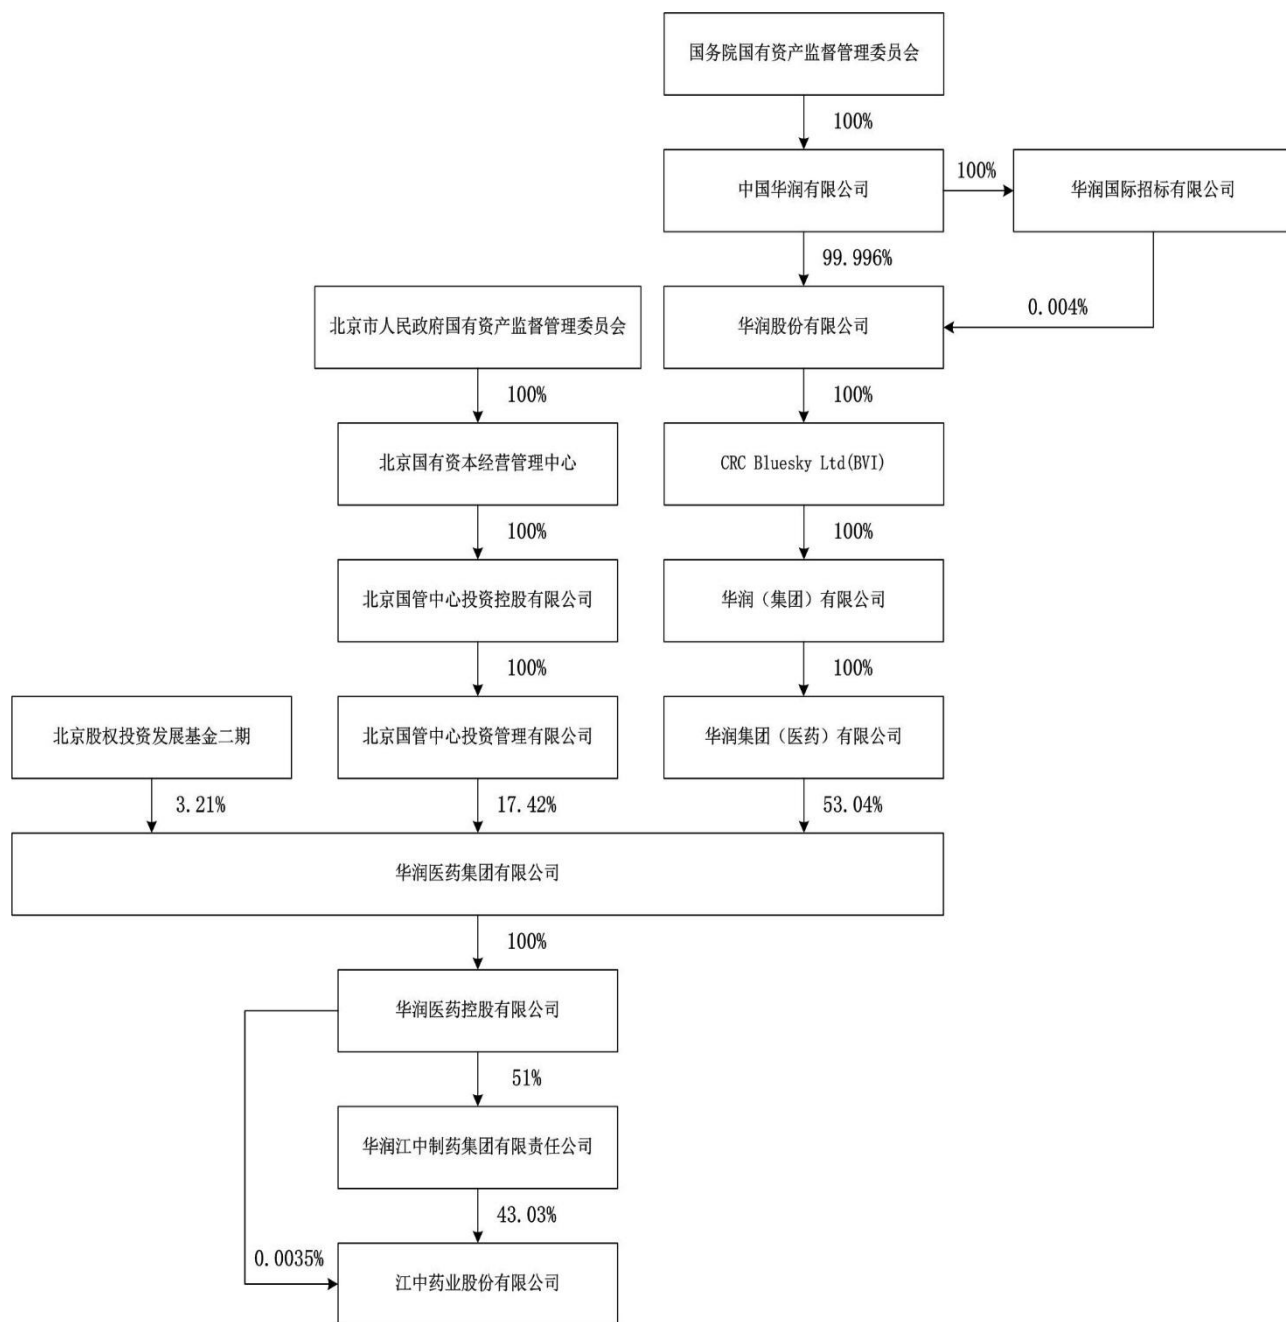 国务院国有资产监督管理委员会
100%
中国华润有限公司
100%
华润国际招标有限公司
99.996%
0.004%
北京市人民政府国有资产监督管理委员会
华润股份有限公司
100%
100%
北京国有资本经营管理中心
CRC Bluesky Ltd(BVI)
100%
100%
北京国管中心投资控股有限公司
华润（集团）有限公司
100%
100%
北京股权投资发展基金二期
北京国管中心投资管理有限公司
华润集团（医药）有限公司
3.21%
17.42%
53.04%
华润医药集团有限公司
100%
华润医药控股有限公司
51%
华润江中制药集团有限责任公司
43.03%
0.0035%
江中药业股份有限公司